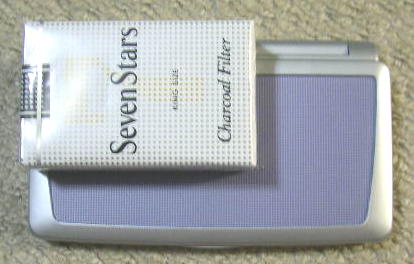 Seven Stars
KING SIZE
Charcoal Filter